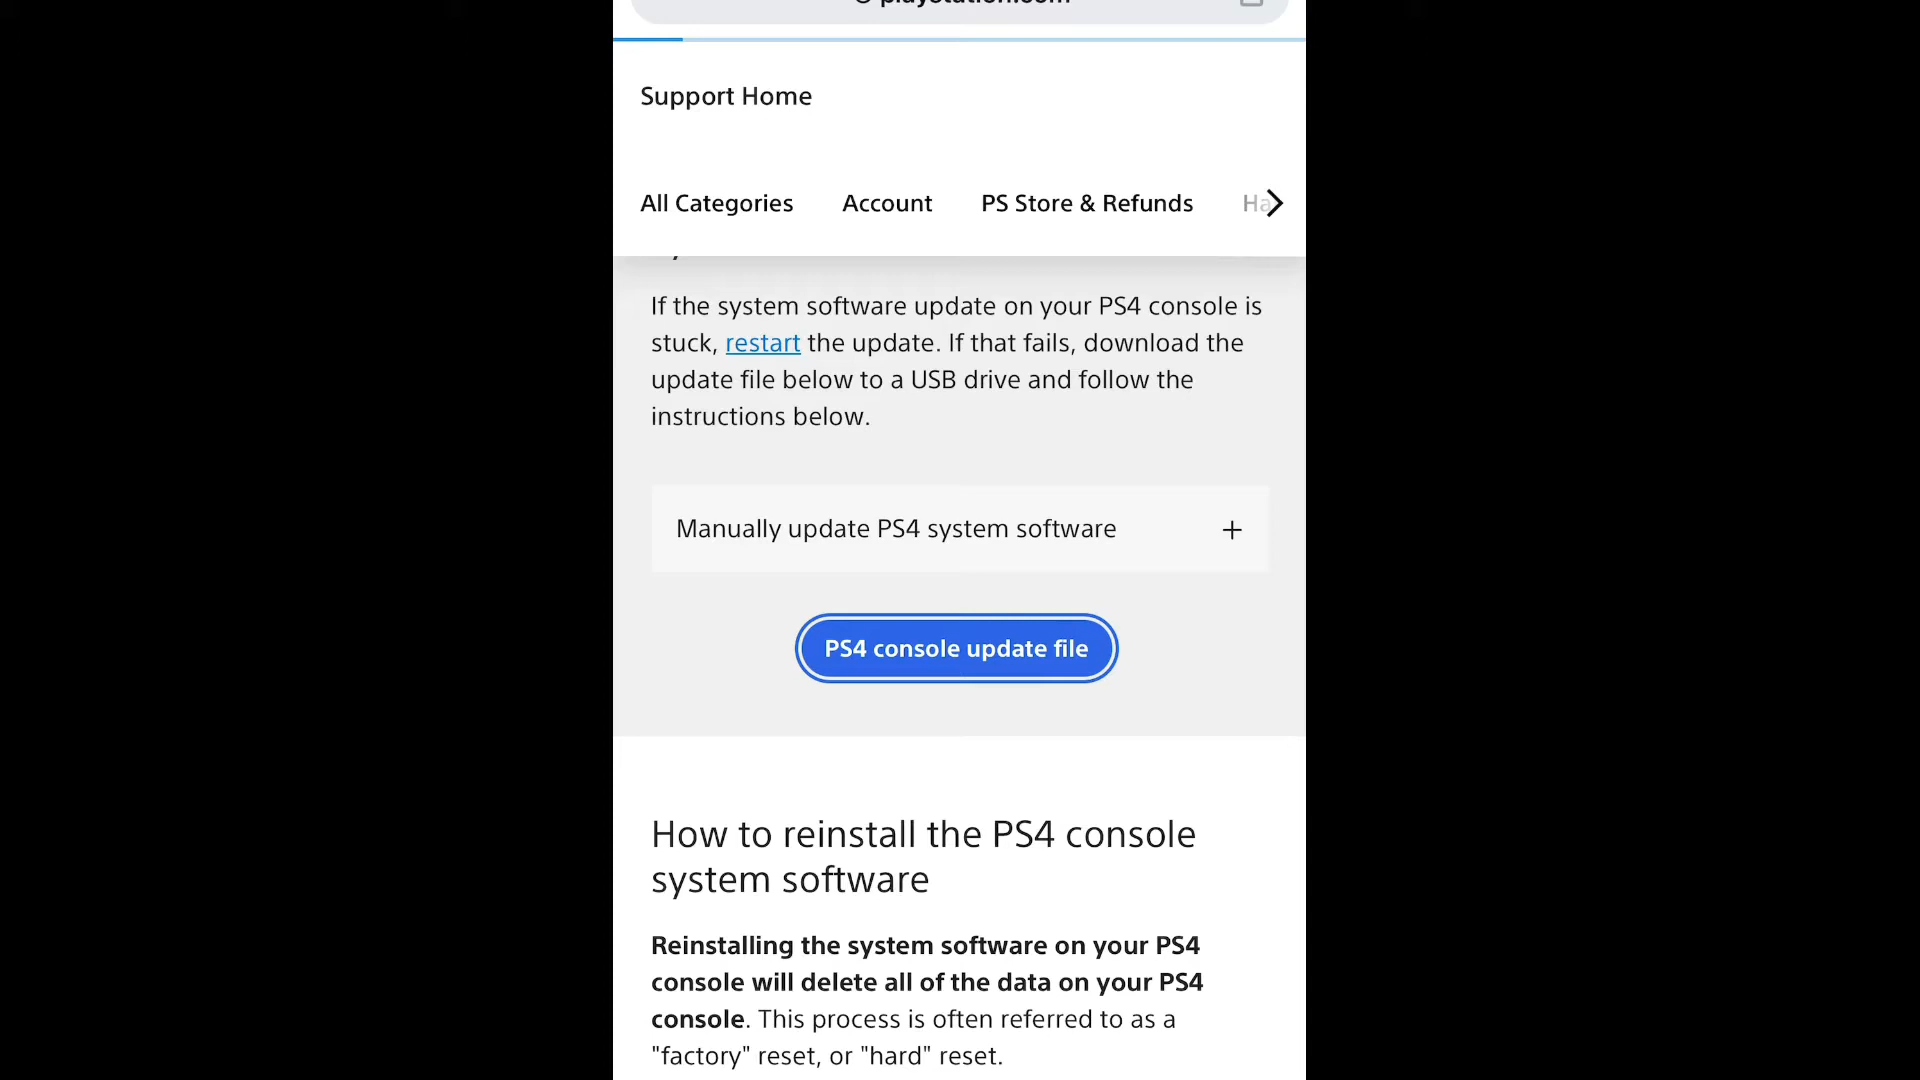 playstation.com
Support Home
All Categories Account PS Store & Refunds Ha
If the system software update on your PS4 console is
stuck, restart the update. If that fails, download the
update file below to a USB drive and follow the
instructions below.
Manually update PS4 system software +
PS4 console update file
How to reinstall the PS4 console
system software
Reinstalling the system software on your PS4
console will delete all of the data on your PS4
console. This process is often referred to as a
"factory" reset, or "hard" reset.